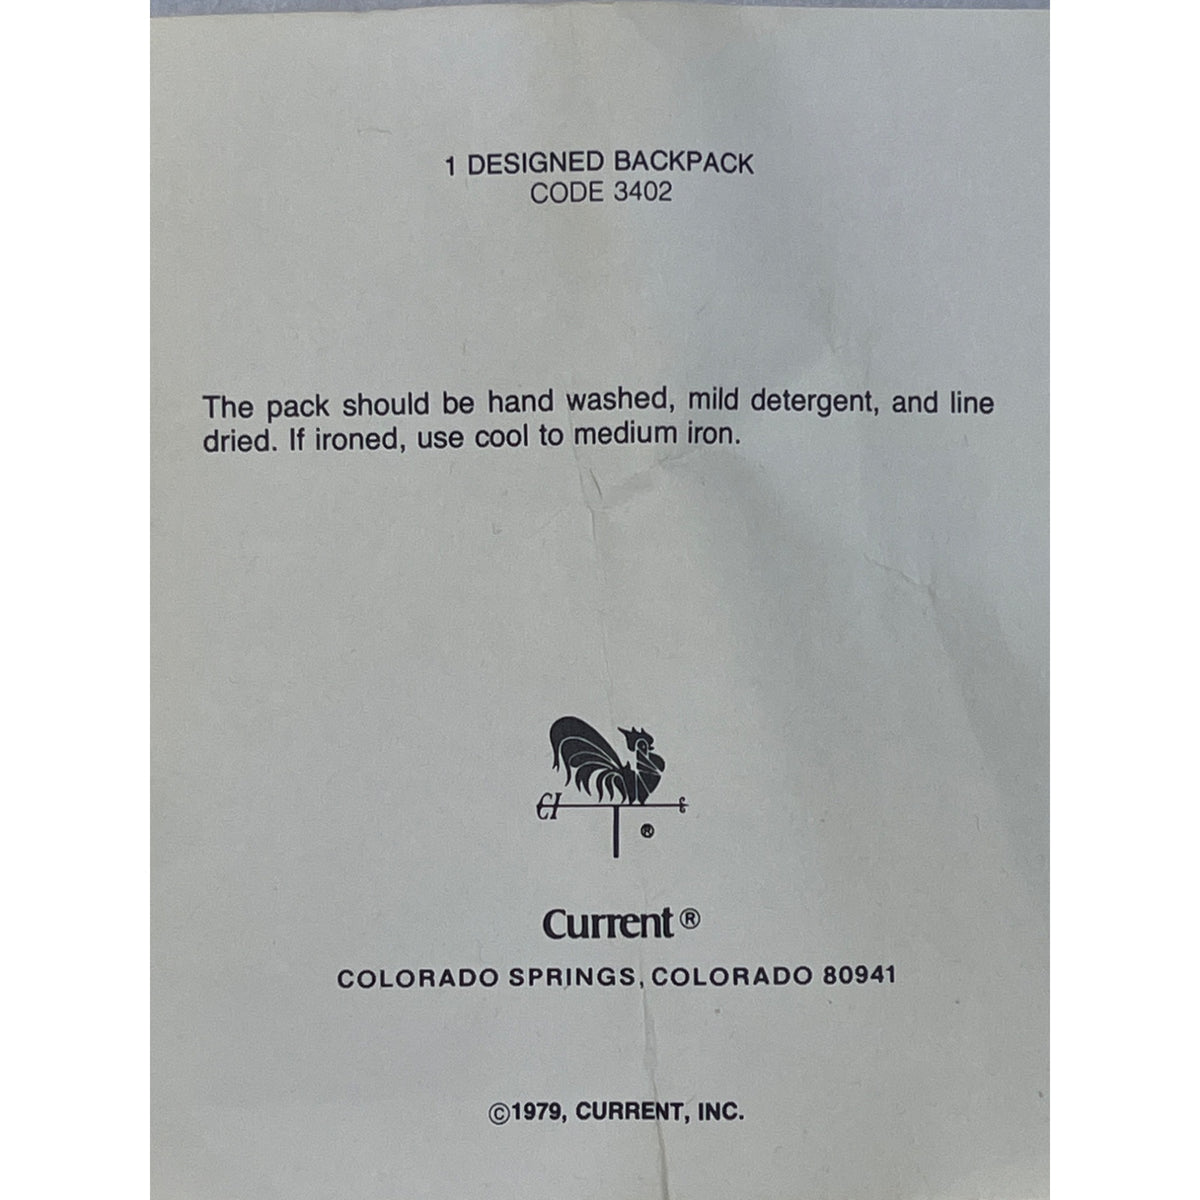 1 DESIGNED BACKPACK
CODE 3402
The pack should be hand washed, mild detergent, and line
dried. If ironed, use cool to medium iron.
CI
®
Current®
COLORADO SPRINGS, COLORADO 80941
©1979, CURRENT, INC.